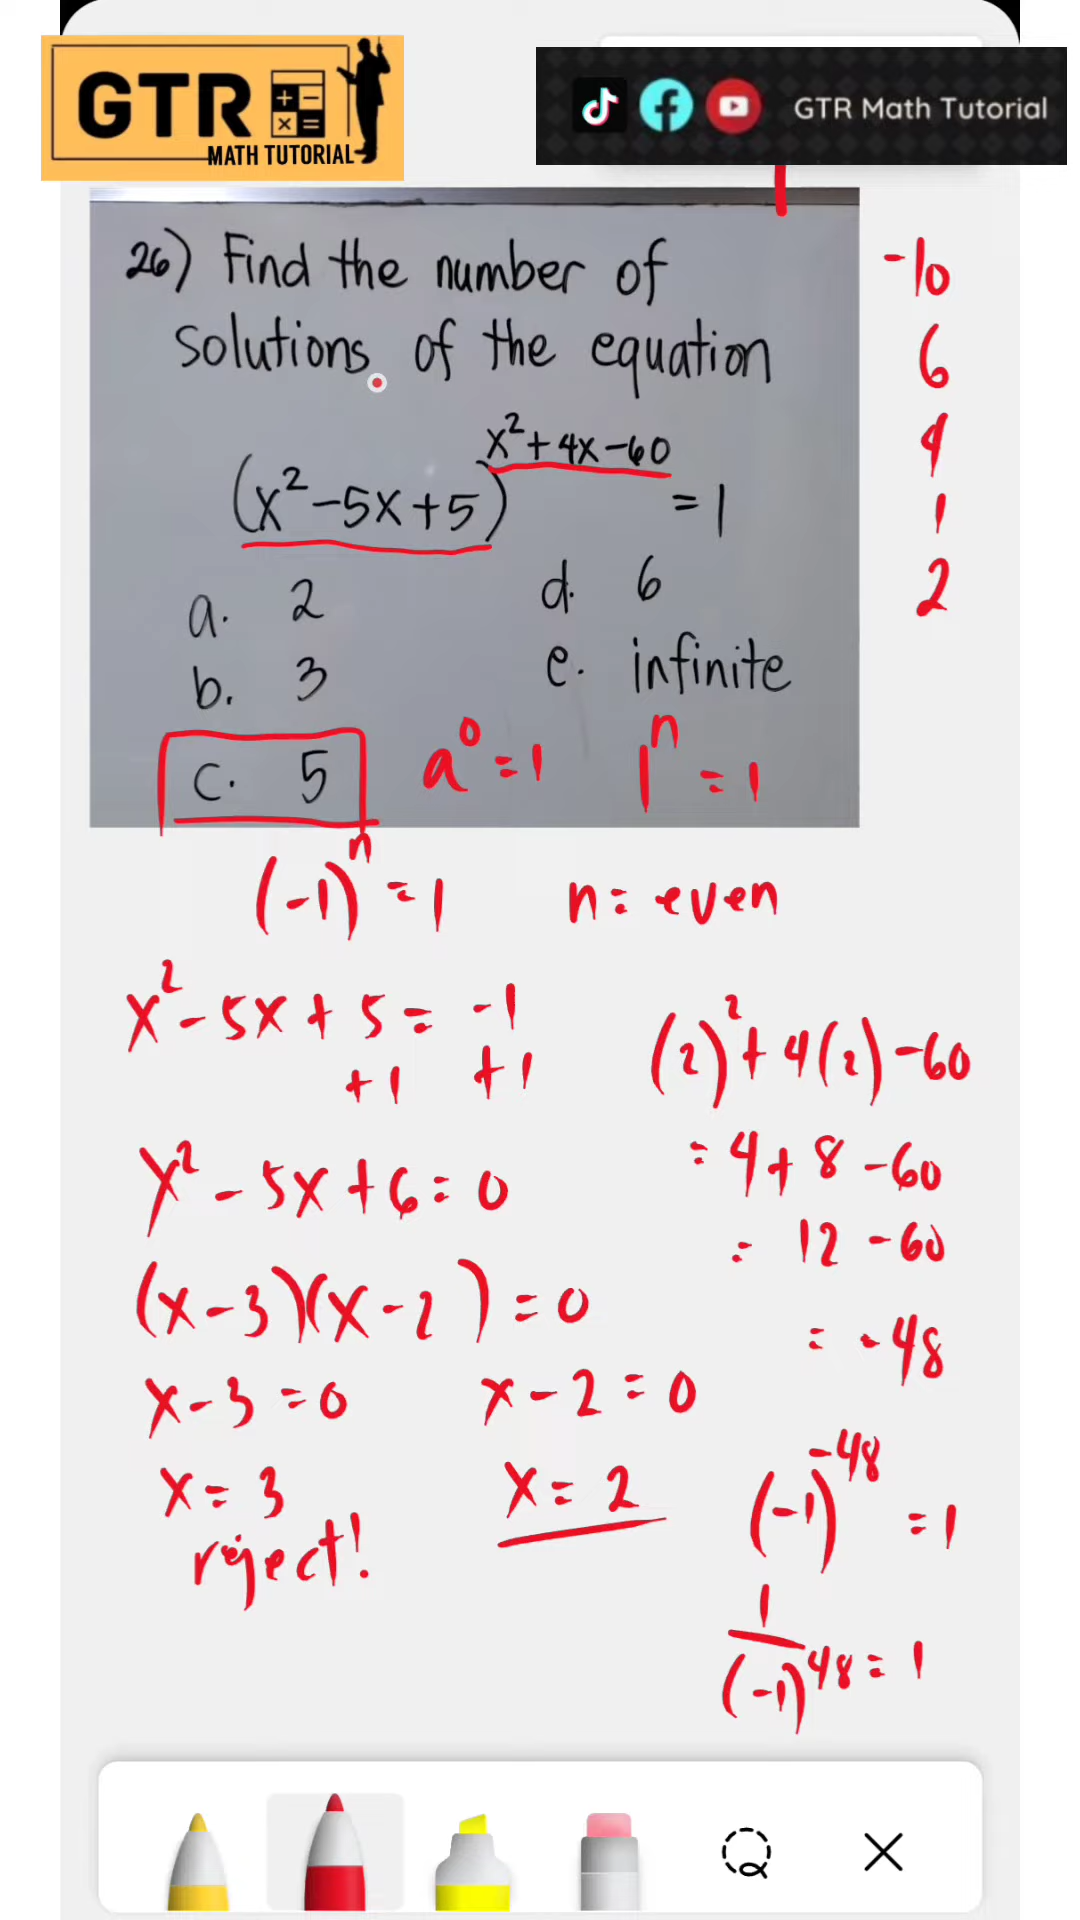 GTR
+ -
× =
MATH TUTORIAL
GTR Math Tutorial
26) Find the number of
solutions of the equation
(x² - 5x + 5)^(x² + 4x - 60) = 1
a. 2
b. 3
c. 5
d. 6
e. infinite
-10
6
4
1
2
a⁰ = 1
1ⁿ = 1
(-1)ⁿ = 1
n = even
x² - 5x + 5 = -1
+1 +1
x² - 5x + 6 = 0
(x - 3)(x - 2) = 0
x - 3 = 0
x - 2 = 0
x = 3
x = 2
reject!
(2)² + 4(2) - 60
= 4 + 8 - 60
= 12 - 60
= -48
(-1)^-48 = 1
1/(-1)^48 = 1